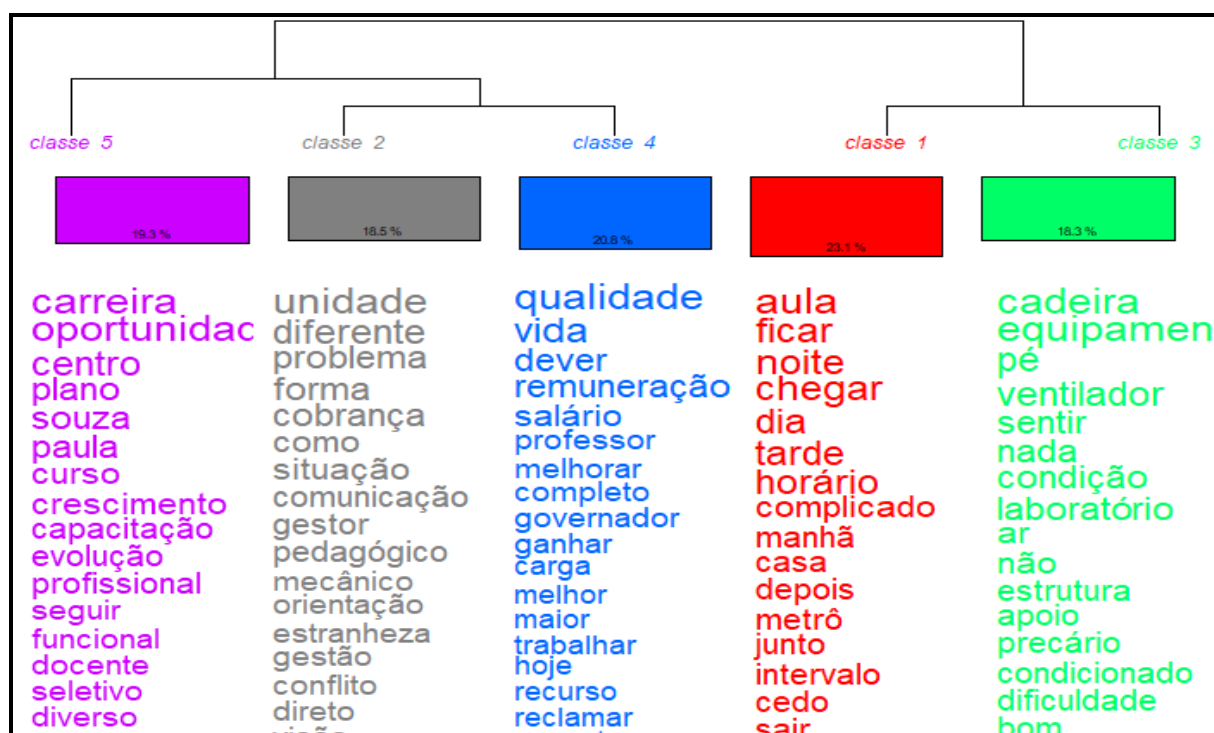 classe 5
classe 2
classe 4
classe 1
classe 3
19.3 %
18.5 %
20.8 %
23.1 %
18.3 %
carreira
oportunidad
centro
plano
souza
paula
curso
crescimento
capacitação
evolução
profissional
seguir
funcional
docente
seletivo
diverso
unidade
diferente
problema
forma
cobrança
como
situação
comunicação
gestor
pedagógico
mecânico
orientação
estranheza
gestão
conflito
direto
qualidade
vida
dever
remuneração
salário
professor
melhorar
completo
governador
ganhar
carga
melhor
maior
trabalhar
hoje
recurso
reclamar
aula
ficar
noite
chegar
dia
tarde
horário
complicado
manhã
casa
depois
metrô
junto
intervalo
cedo
sair
cadeira
equipamen
pé
ventilador
sentir
nada
condição
laboratório
ar
não
estrutura
apoio
precário
condicionado
dificuldade
bom